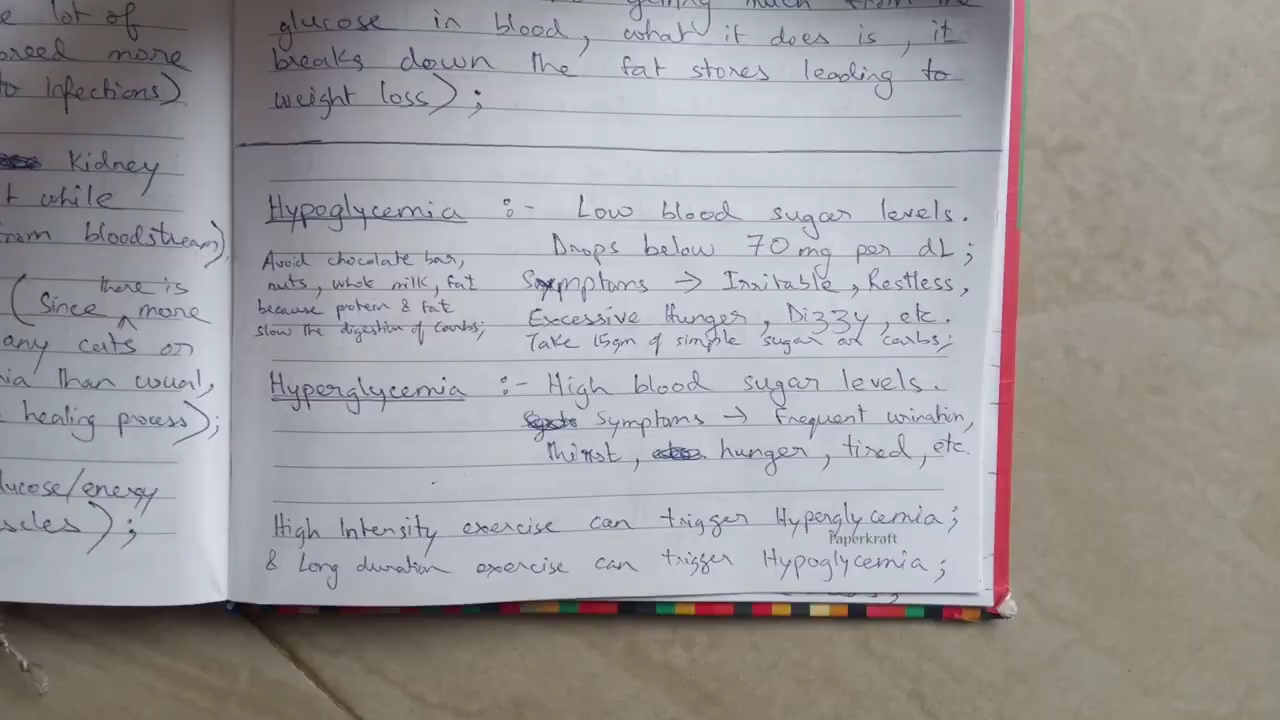 e lot of
breed more
to infections)
Kidney
t while
from bloodstream)
there is
(Since ^ more
any cuts or
mia than usual,
healing process);
lucose/energy
scles);
glucose in blood, what it does is, it
breaks down the fat stores leading to
weight loss);
Hypoglycemia :- Low blood sugar levels.
Drops below 70 mg per dL;
Avoid chocolate bar,
nuts, whole milk, fat
because protein & fat
slow the digestion of carbs;
Symptoms → Irritable, Restless,
Excessive Hunger, Dizzy, etc.
Take 15gm of simple sugar or carbs;
Hyperglycemia :- High blood sugar levels.
Symptoms → Frequent urination,
thirst, hunger, tired, etc.
High Intensity exercise can trigger Hyperglycemia;
Paperkraft
& Long duration exercise can trigger Hypoglycemia;